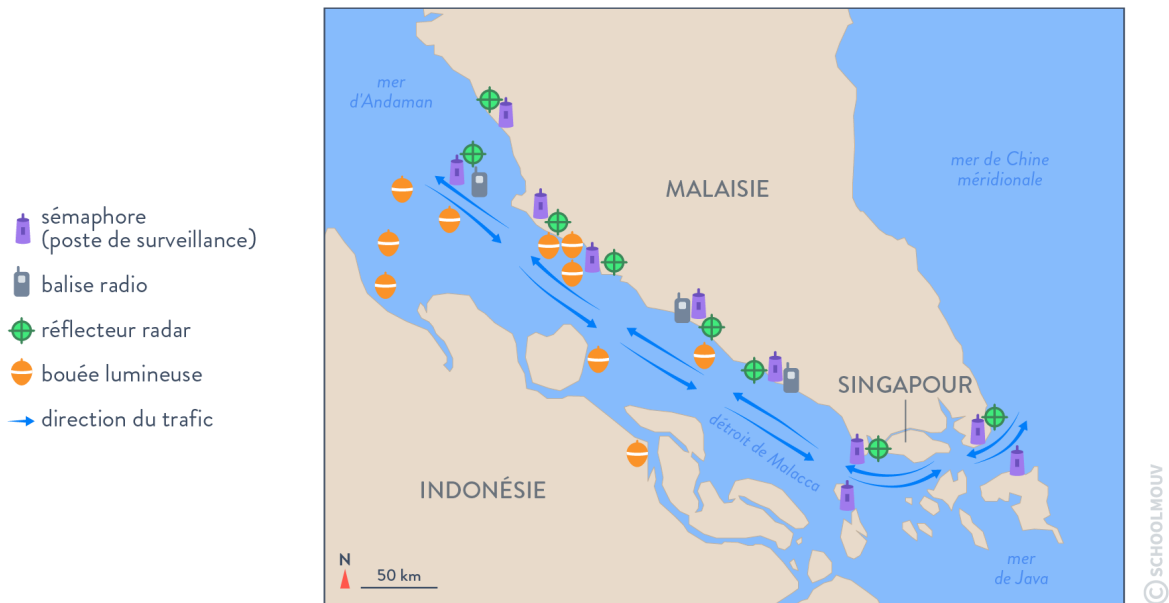 mer
d'Andaman
mer de Chine
méridionale
MALAISIE
sémaphore
(poste de surveillance)
balise radio
réflecteur radar
bouée lumineuse
direction du trafic
SINGAPOUR
détroit de Malacca
INDONÉSIE
mer
de Java
N
50 km
© SCHOOLMOUV